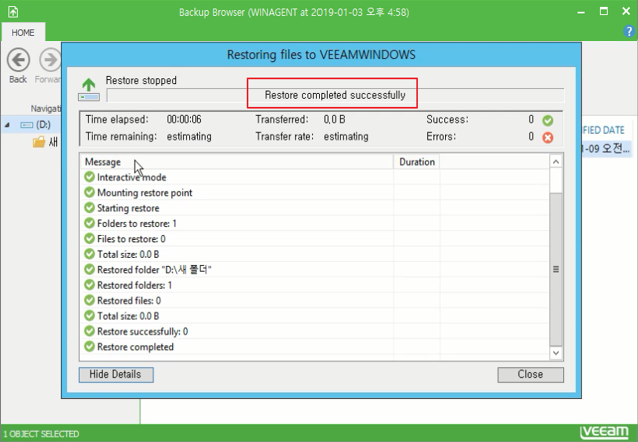 Backup Browser (WINAGENT at 2019-01-03 오후 4:58)
HOME
Back
Forwar
Navigati
(D:)
새
Restoring files to VEEAMWINDOWS
Restore stopped
Restore completed successfully
Time elapsed: 00:00:06 Transferred: 0,0 B Success: 0
Time remaining: estimating Transfer rate: estimating Errors: 0
Message Duration
Interactive mode
Mounting restore point
Starting restore
Folders to restore: 1
Files to restore: 0
Total size: 0.0 B
Restored folder "D:\새 폴더"
Restored folders: 1
Restored files: 0
Total size: 0.0 B
Restore successfully: 0
Restore completed
Hide Details Close
IFIED DATE
1-09 오전...
1 OBJECT SELECTED
veeam